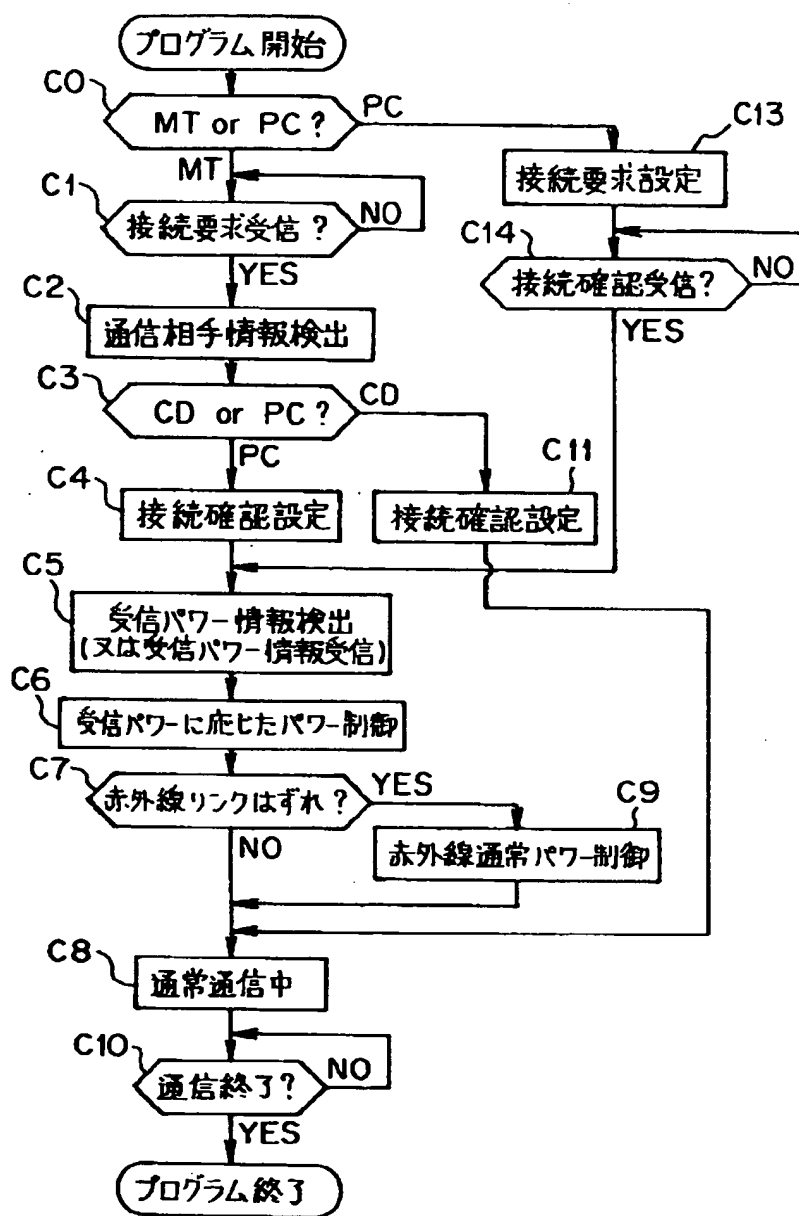 プログラム開始
C0
MT or PC?
PC
C13
MT
接続要求設定
C1
接続要求受信?
NO
C14
YES
接続確認受信?
NO
C2
通信相手情報検出
YES
C3
CD or PC?
CD
PC
C11
C4
接続確認設定
接続確認設定
C5
受信パワー情報検出
(又は受信パワー情報受信)
C6
受信パワーに応じたパワー制御
C7
赤外線リンクはずれ?
YES
C9
NO
赤外線通常パワー制御
C8
通常通信中
C10
通信終了?
NO
YES
プログラム終了